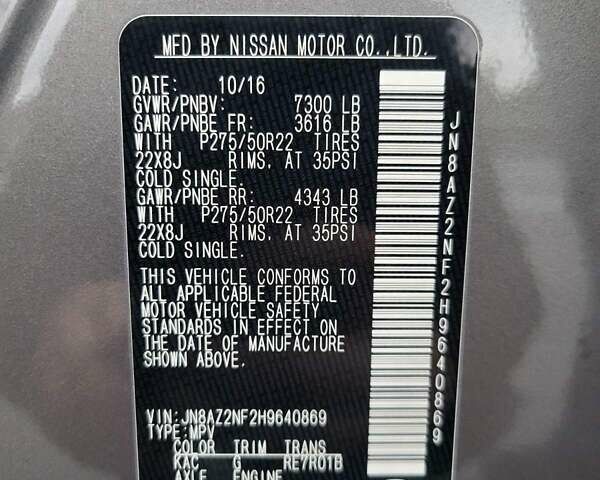 MFD BY NISSAN MOTOR CO.,LTD.
DATE: 10/16
GVWR/PNBV: 7300 LB
GAWR/PNBE FR: 3616 LB
WITH P275/50R22 TIRES
22X8J RIMS, AT 35PSI
COLD SINGLE.
GAWR/PNBE RR: 4343 LB
WITH P275/50R22 TIRES
22X8J RIMS, AT 35PSI
COLD SINGLE.
THIS VEHICLE CONFORMS TO
ALL APPLICABLE FEDERAL
MOTOR VEHICLE SAFETY
STANDARDS IN EFFECT ON
THE DATE OF MANUFACTURE
SHOWN ABOVE.
VIN:JN8AZ2NF2H9640869
TYPE:MPV
COLOR TRIM TRANS
KAC G RE7R01B
AXLE ENGINE
JN8AZ2NF2H9640869